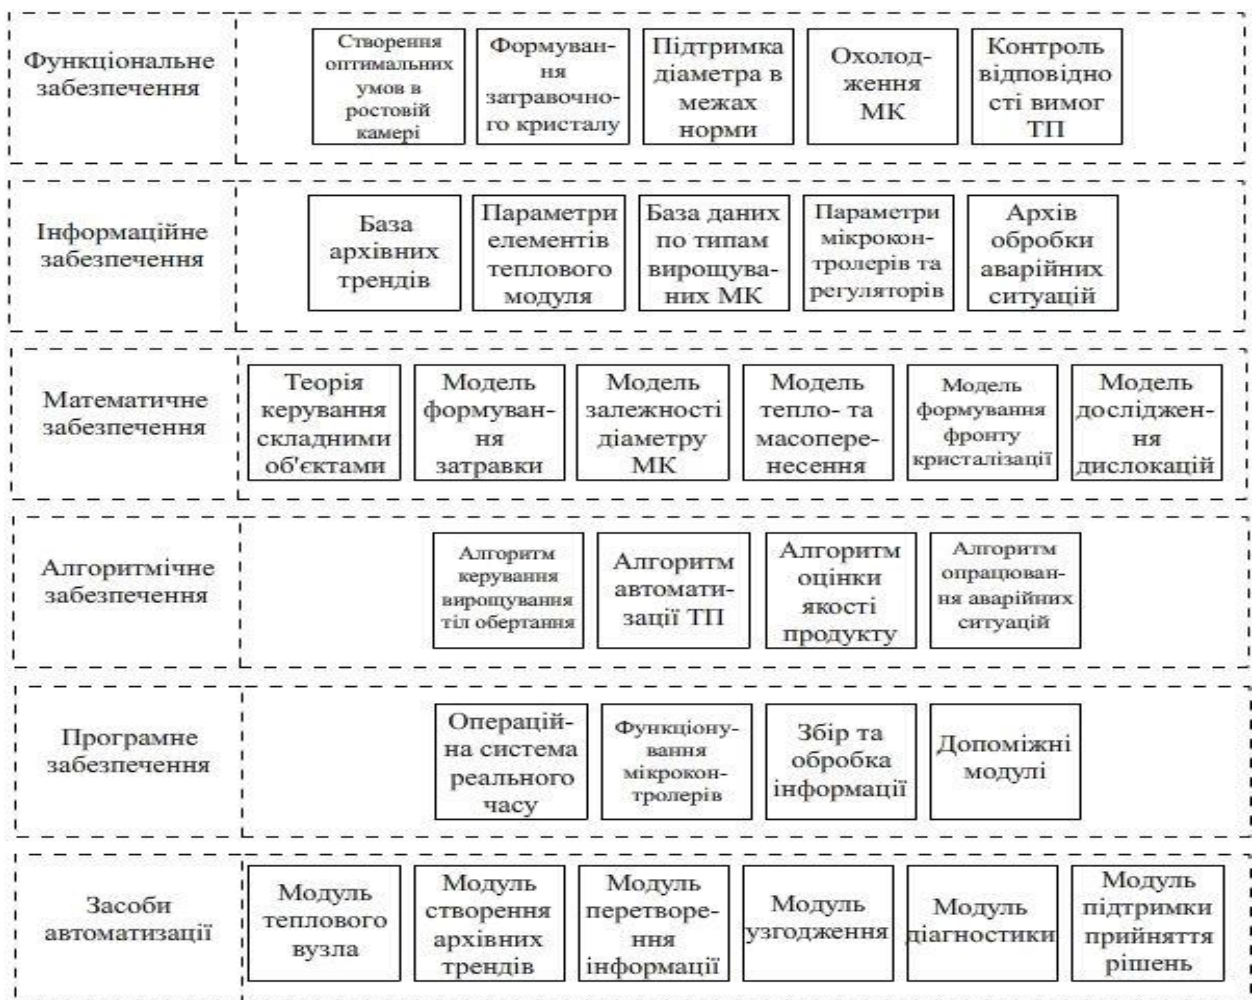 Функціональне
забезпечення
Створення
оптимальних
умов в
ростовій
камері
Формуван-
ня
затравочно-
го кристалу
Підтримка
діаметра в
межах
норми
Охолод-
ження
МК
Контроль
відповідно
сті вимог
ТП
Інформаційне
забезпечення
База
архівних
трендів
Параметри
елементів
теплового
модуля
База даних
по типам
вирощува-
них МК
Параметри
мікрокон-
тролерів та
регуляторів
Архів
обробки
аварійних
ситуацій
Математичне
забезпечення
Теорія
керування
складними
об'єктами
Модель
формуван-
ня
затравки
Модель
залежності
діаметру
МК
Модель
тепло- та
масопере-
несення
Модель
формування
фронту
кристалізації
Модель
дослідден-
ня
дислокацій
Алгоритмічне
забезпечення
Алгоритм
керування
вирощування
тіл обертання
Алгоритм
автомати-
зації ТП
Алгоритм
оцінки
якості
продукту
Алгоритм
опрацюван-
ня аварійних
ситуацій
Програмне
забезпечення
Операцій-
на система
реального
часу
Функціону-
вання
мікрокон-
тролерів
Збір та
обробка
інформації
Допоміжні
модулі
Засоби
автоматизації
Модуль
теплового
вузла
Модуль
створення
архівних
трендів
Модуль
перетворе-
ння
інформації
Модуль
узгодження
Модуль
діагностики
Модуль
підтримки
прийняття
рішень